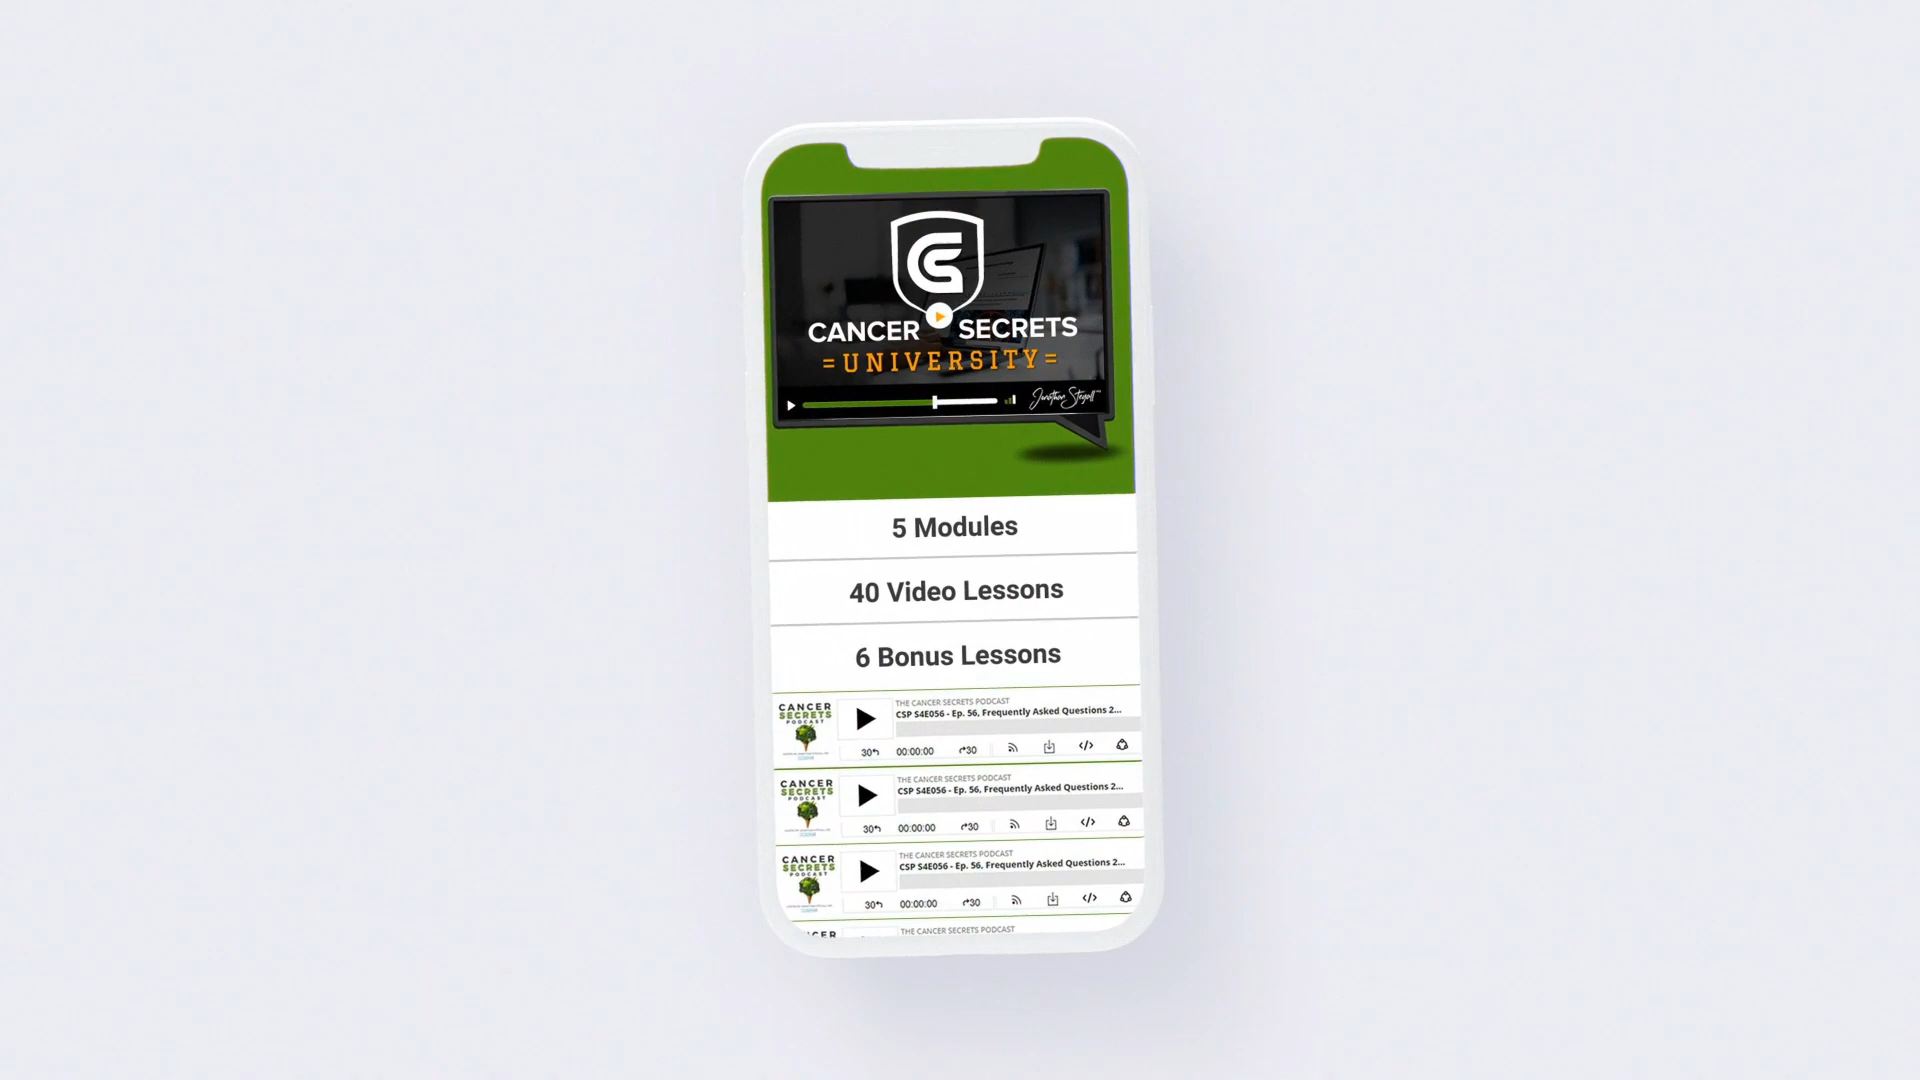 CANCER SECRETS
=UNIVERSITY=
Jonathan Stegall
5 Modules
40 Video Lessons
6 Bonus Lessons
CANCER
SECRETS
PODCAST
THE CANCER SECRETS PODCAST
CSP S4E056 - Ep. 56, Frequently Asked Questions 2...
30 00:00:00 30 </>
CANCER
SECRETS
PODCAST
THE CANCER SECRETS PODCAST
CSP S4E056 - Ep. 56, Frequently Asked Questions 2...
30 00:00:00 30 </>
CANCER
SECRETS
PODCAST
THE CANCER SECRETS PODCAST
CSP S4E056 - Ep. 56, Frequently Asked Questions 2...
30 00:00:00 30 </>
THE CANCER SECRETS PODCAST